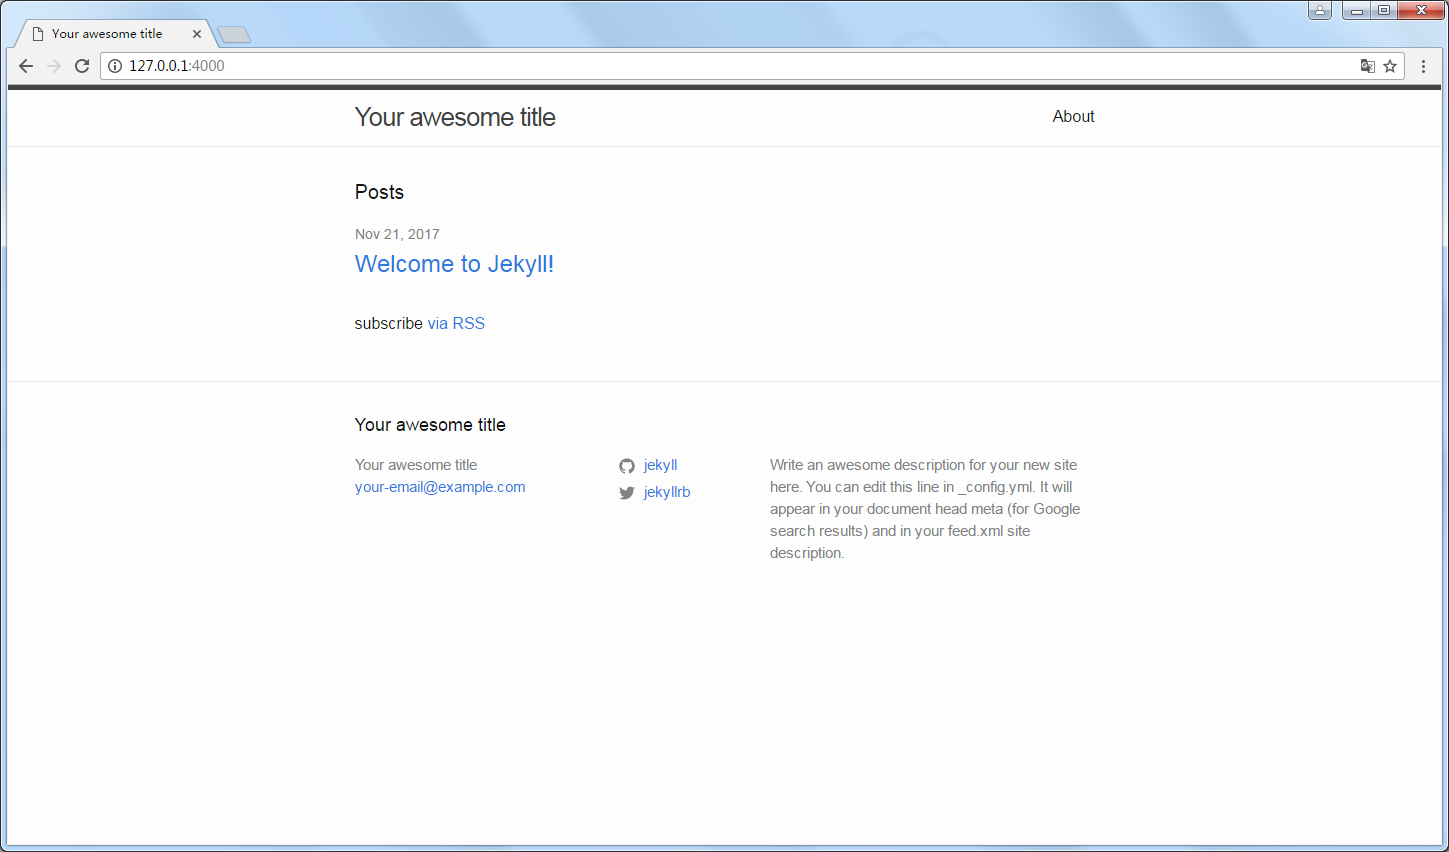 Your awesome title
127.0.0.1:4000
Your awesome title
About
Posts
Nov 21, 2017
Welcome to Jekyll!
subscribe via RSS
Your awesome title
Your awesome title
your-email@example.com
jekyll
jekyllrb
Write an awesome description for your new site
here. You can edit this line in _config.yml. It will
appear in your document head meta (for Google
search results) and in your feed.xml site
description.